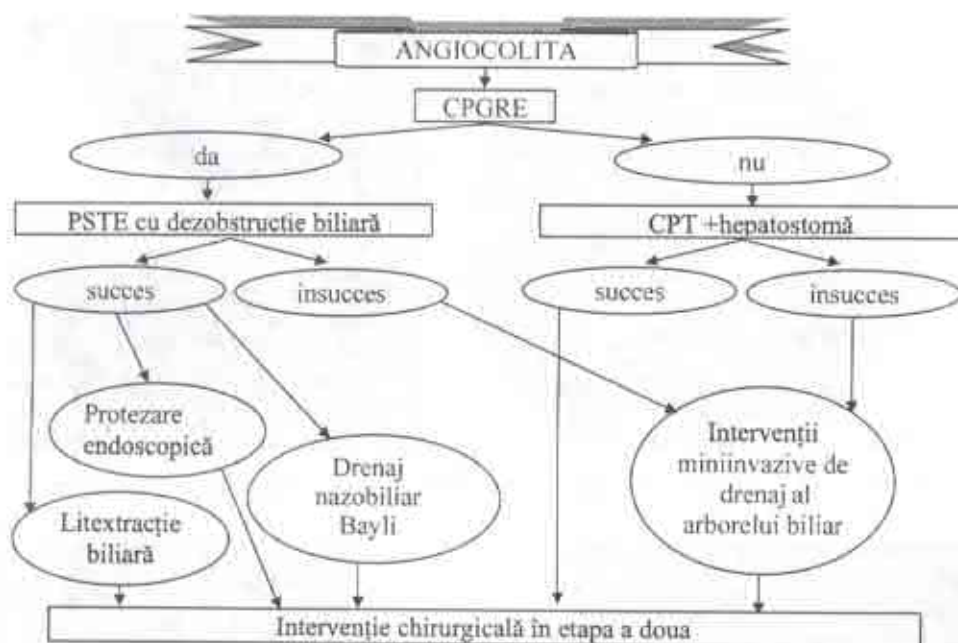 ANGIOCOLITA
CPGRE
da
nu
PSTE cu dezobstructie biliară
CPT +hepatostomă
succes
insucces
succes
insucces
Protezare
endoscopică
Drenaj
nazobiliar
Bayli
Intervenții
miniinvazive de
drenaj al
arborelui biliar
Litextracție
biliară
Intervenție chirurgicală în etapa a doua